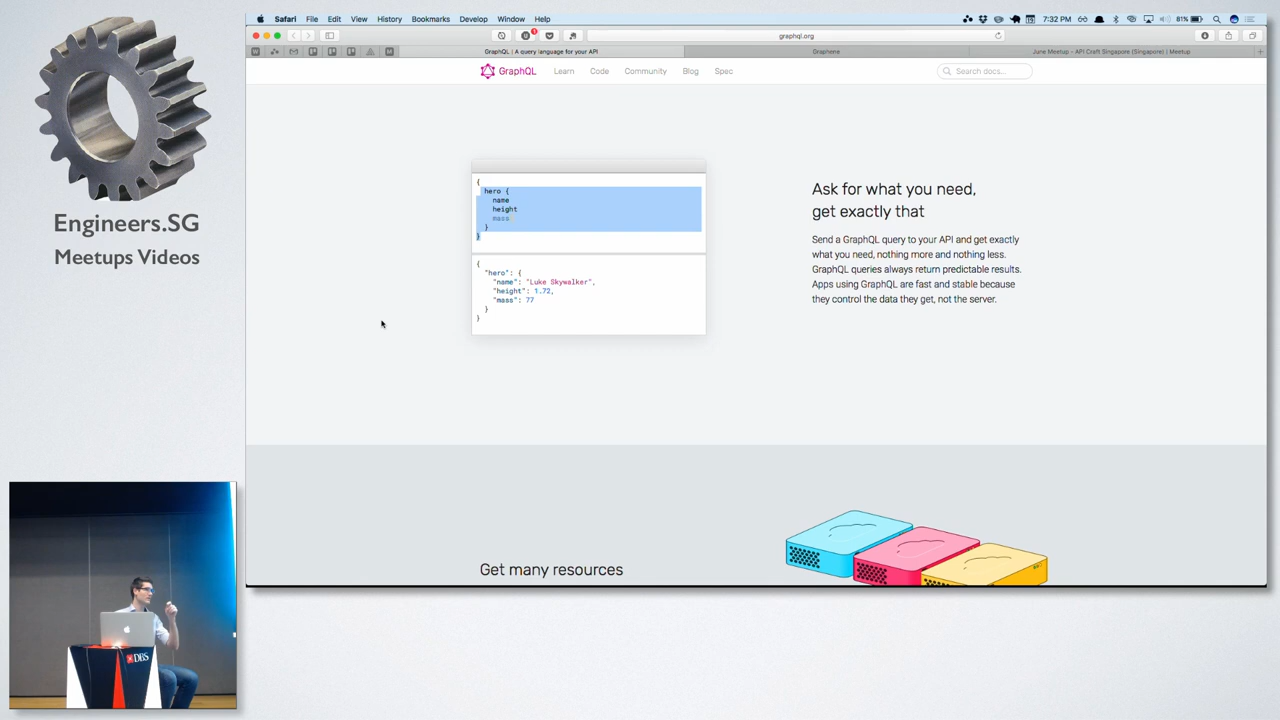 Engineers.SG
Meetups Videos
Safari File Edit View History Bookmarks Develop Window Help
7:32 PM
81%
graphql.org
GraphQL | A query language for your API
Graphene
June Meetup - API Craft Singapore (Singapore) | Meetup
GraphQL
Learn
Code
Community
Blog
Spec
Search docs...
{
hero {
name
height
mass
}
}
{
"hero": {
"name": "Luke Skywalker",
"height": 1.72,
"mass": 77
}
}
Ask for what you need,
get exactly that
Send a GraphQL query to your API and get exactly
what you need, nothing more and nothing less.
GraphQL queries always return predictable results.
Apps using GraphQL are fast and stable because
they control the data they get, not the server.
Get many resources
DBS